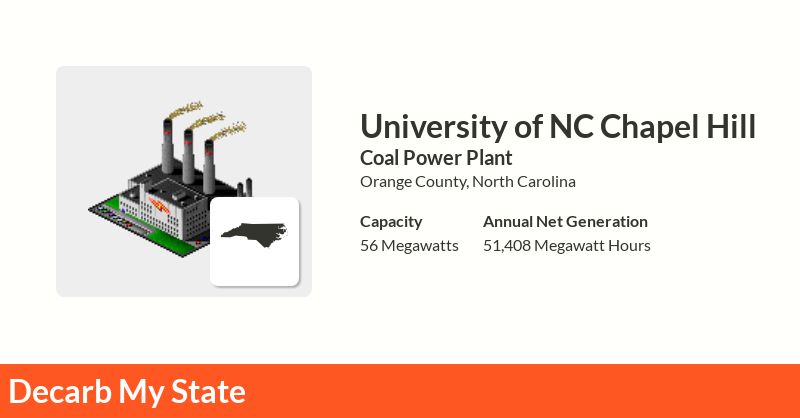 University of NC Chapel Hill
Coal Power Plant
Orange County, North Carolina
Capacity
56 Megawatts
Annual Net Generation
51,408 Megawatt Hours
Decarb My State